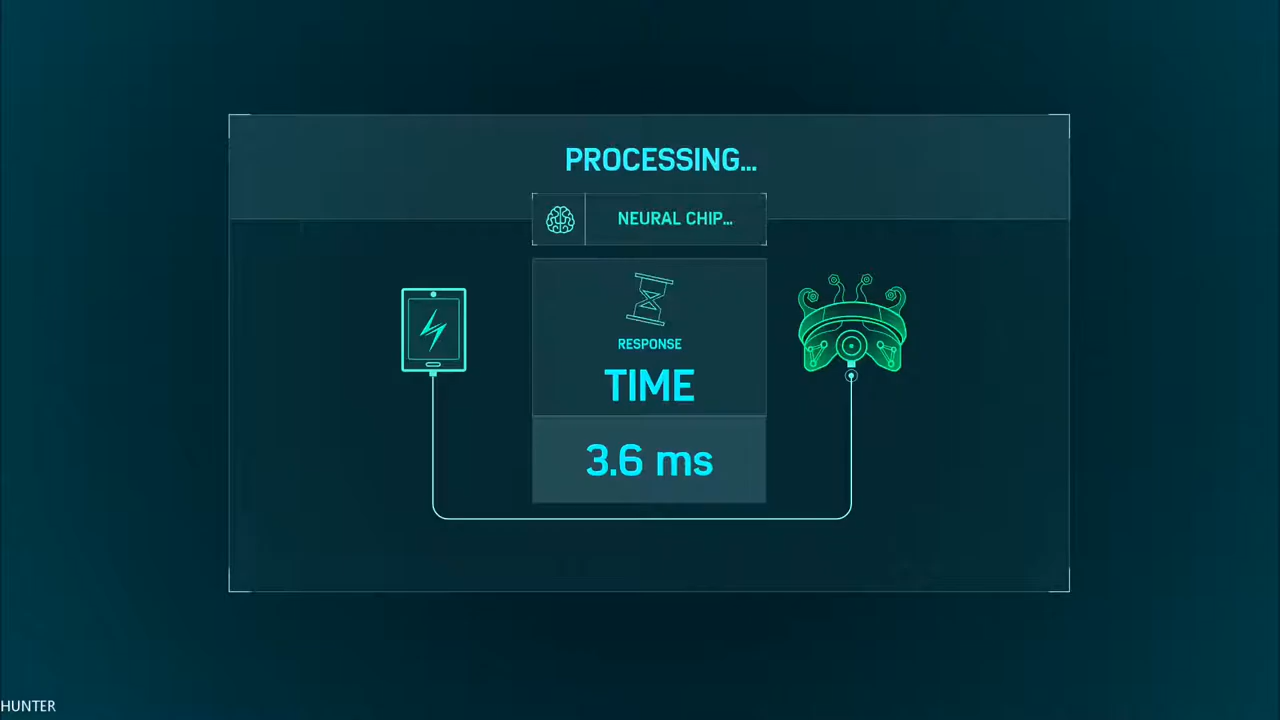 PROCESSING...
NEURAL CHIP...
RESPONSE
TIME
3.6 ms
HUNTER